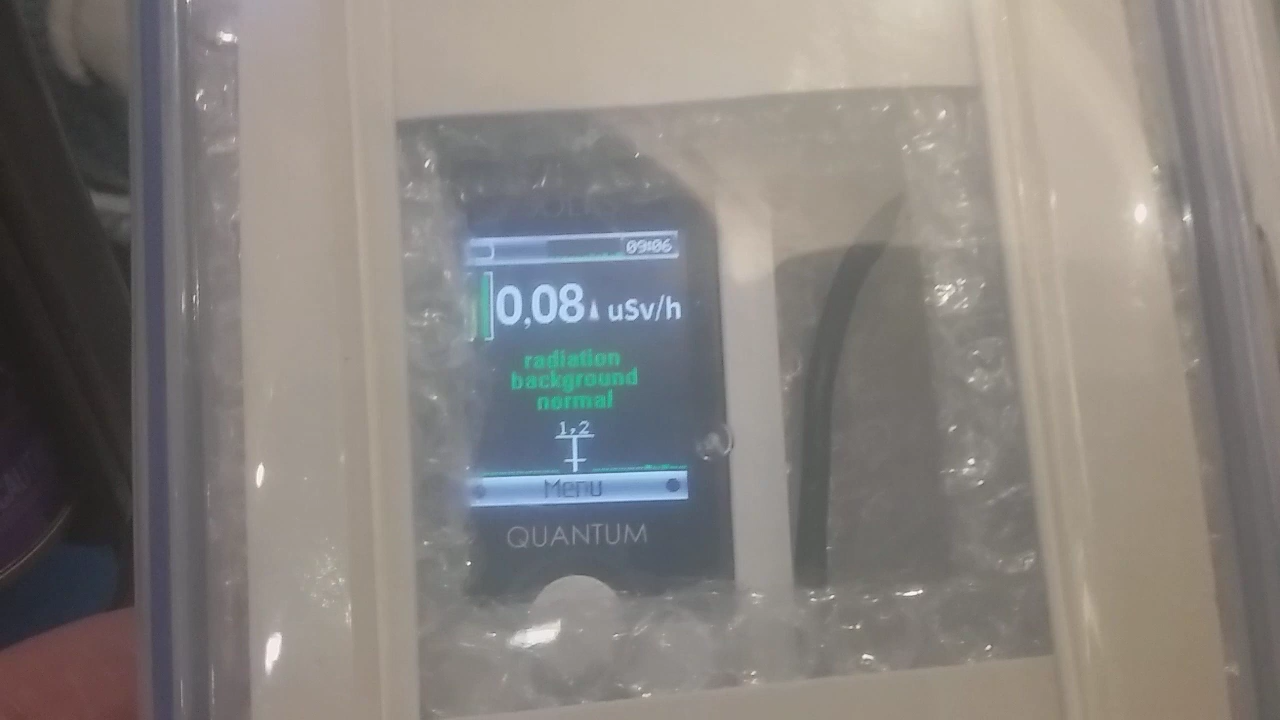 09:06
0,08 uSv/h
radiation
background
normal
1,2
Menu
QUANTUM